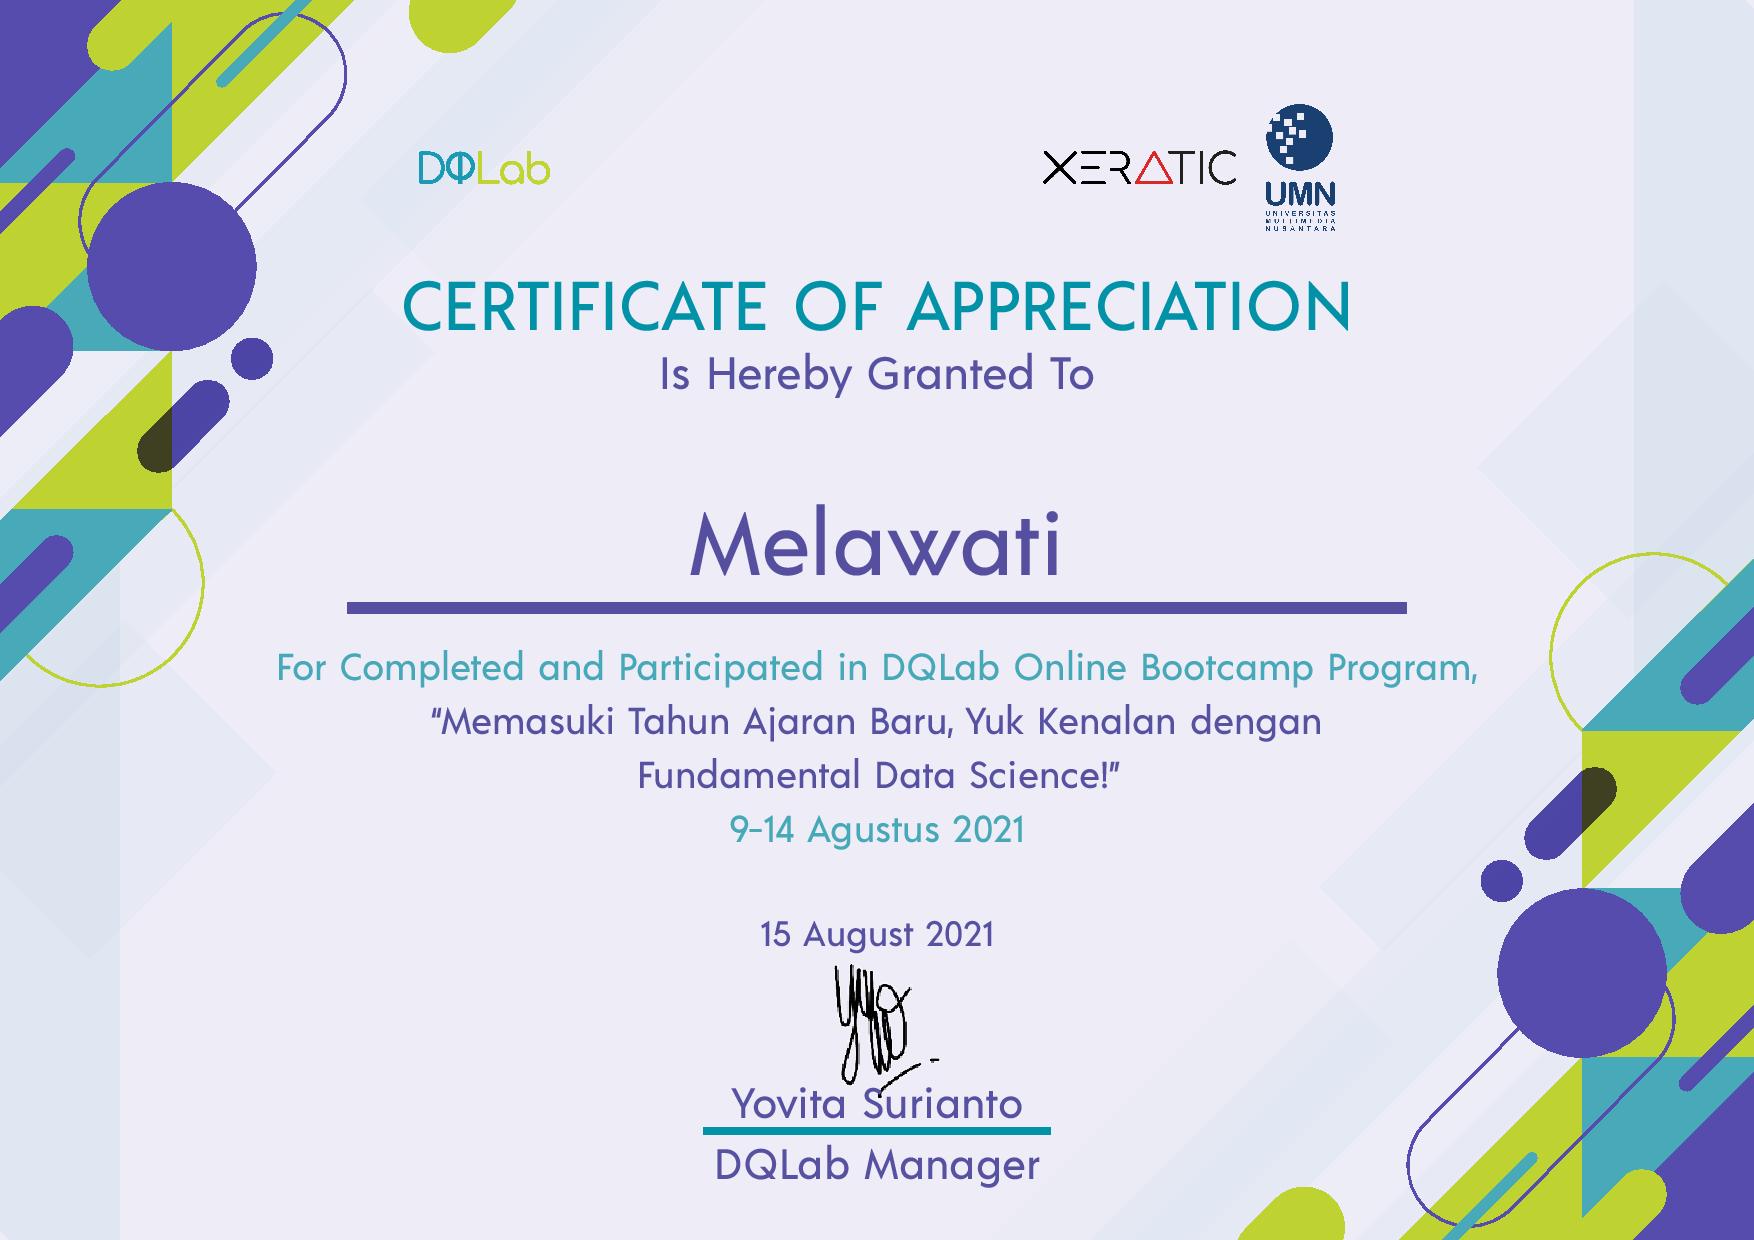 DQLab
XERATIC
UMN
UNIVERSITAS
MULTIMEDIA
NUSANTARA
CERTIFICATE OF APPRECIATION
Is Hereby Granted To
Melawati
For Completed and Participated in DQLab Online Bootcamp Program,
"Memasuki Tahun Ajaran Baru, Yuk Kenalan dengan
Fundamental Data Science!"
9-14 Agustus 2021
15 August 2021
Yovita Surianto
DQLab Manager